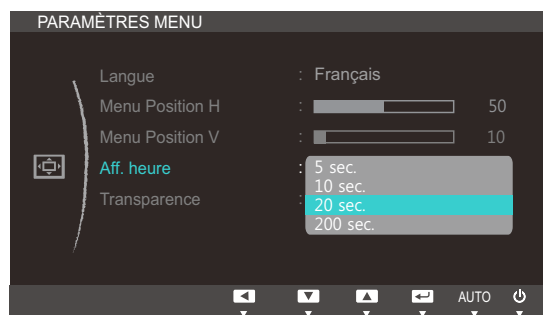 PARAMÈTRES MENU
Langue : Français
Menu Position H : 50
Menu Position V : 10
Aff. heure : 5 sec.
10 sec.
Transparence : 20 sec.
200 sec.
AUTO